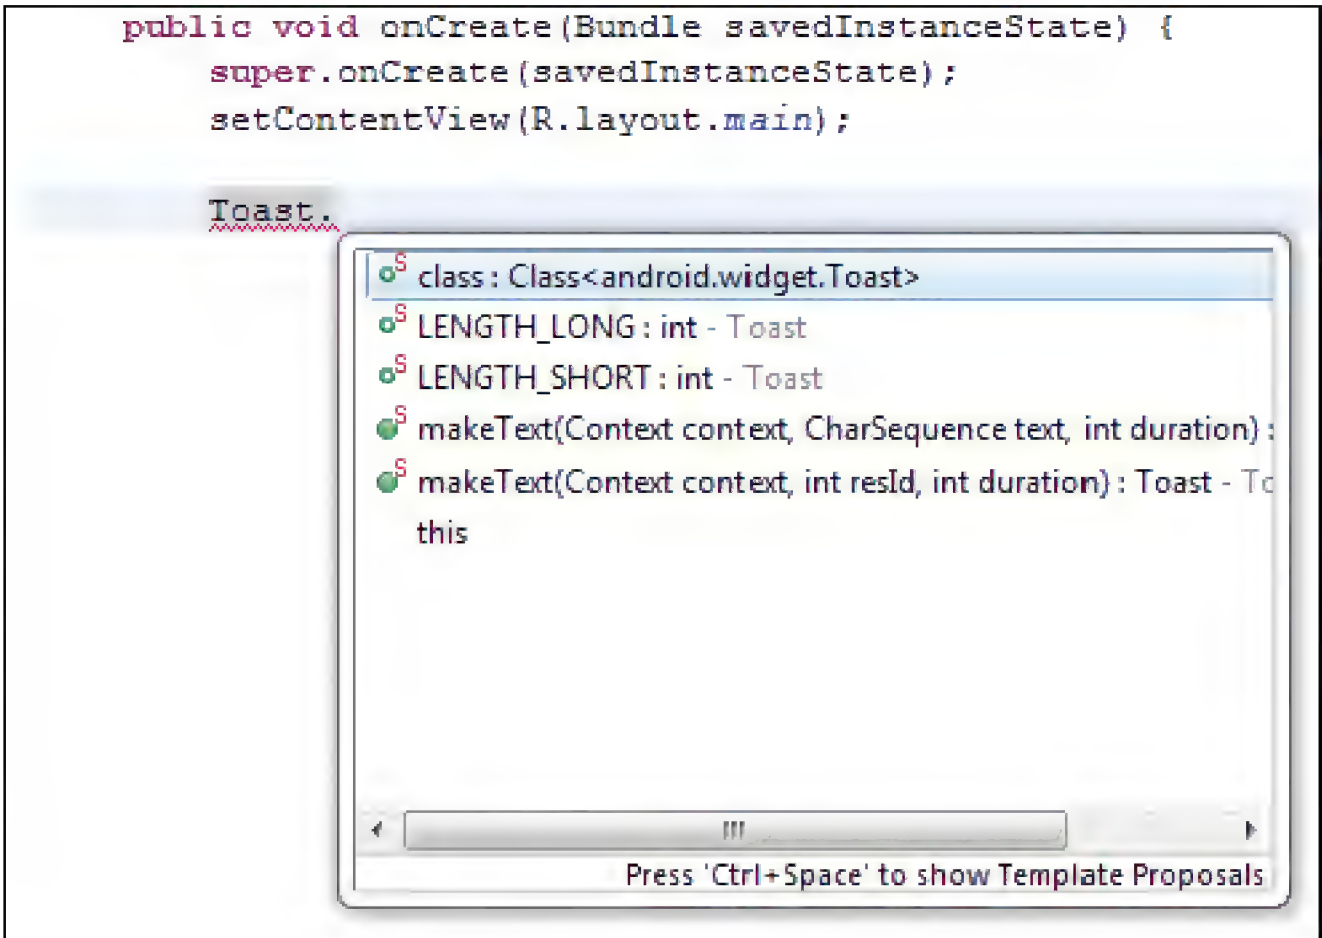 public void onCreate(Bundle savedInstanceState) {
super.onCreate(savedInstanceState);
setContentView(R.layout.main);
Toast.
S class : Class<android.widget.Toast>
S LENGTH_LONG : int - Toast
S LENGTH_SHORT : int - Toast
S makeText(Context context, CharSequence text, int duration) :
S makeText(Context context, int resId, int duration) : Toast - To
this
Press 'Ctrl+Space' to show Template Proposals